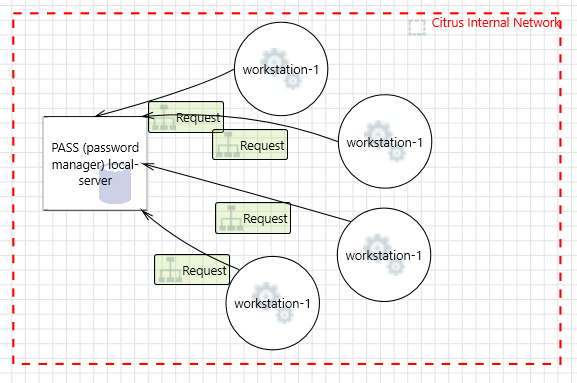 Citrus Internal Network
workstation-1
Request
workstation-1
Request
PASS (password
manager) local-
server
Request
workstation-1
Request
workstation-1